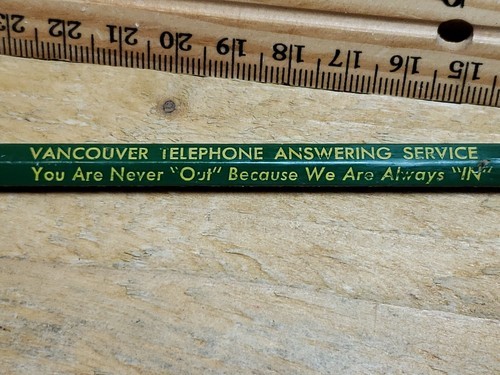 23 22 21 20 19 18 17 16 15
VANCOUVER TELEPHONE ANSWERING SERVICE
You Are Never "Out" Because We Are Always "IN"